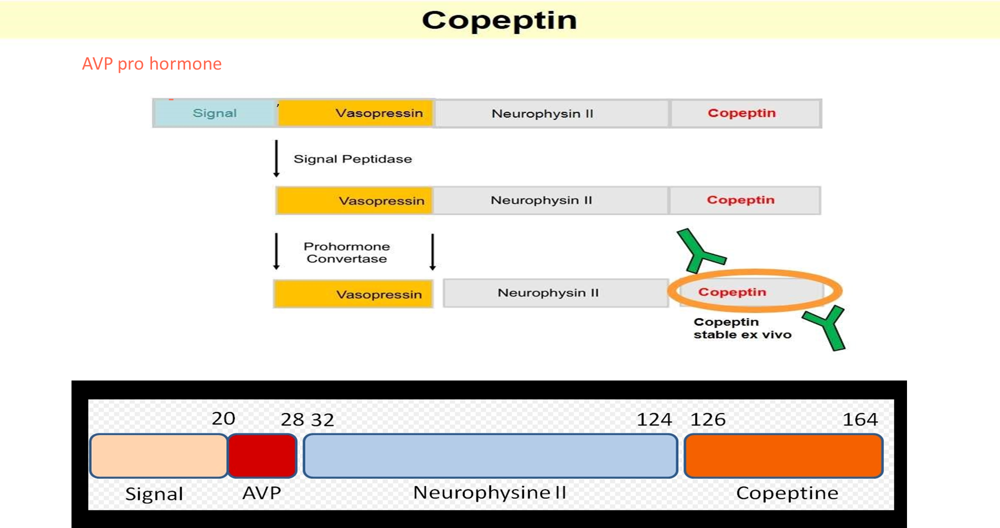 Copeptin
AVP pro hormone
Signal , Vasopressin Neurophysin II Copeptin
Signal Peptidase
Vasopressin Neurophysin II Copeptin
Prohormone
Convertase
Vasopressin Neurophysin II Copeptin
Copeptin
stable ex vivo
20 28 32 124 126 164
Signal AVP Neurophysine II Copeptine